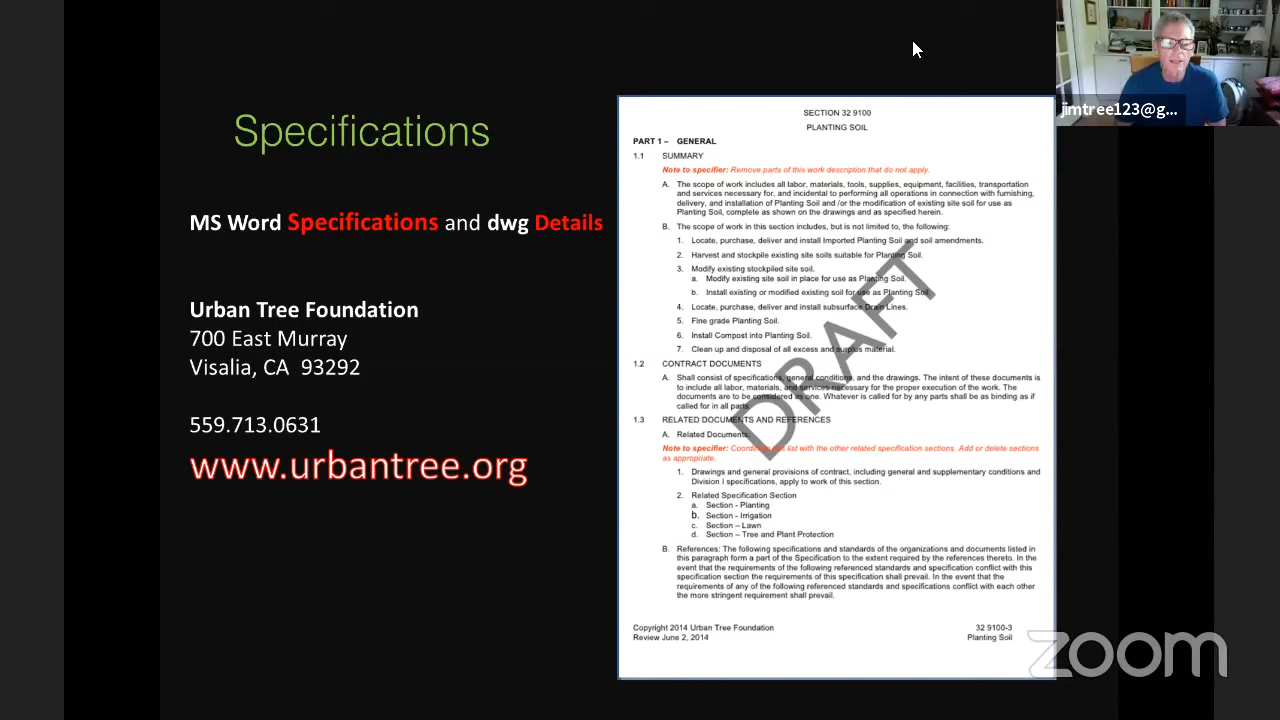 Specifications
MS Word Specifications and dwg Details
Urban Tree Foundation
700 East Murray
Visalia, CA 93292
559.713.0631
www.urbantree.org
SECTION 32 9100
PLANTING SOIL
PART 1 – GENERAL
1.1 SUMMARY
Note to specifier: Remove parts of this work description that do not apply.
A. The scope of work includes all labor, materials, tools, supplies, equipment, facilities, transportation
and services necessary for, and incidental to performing all operations in connection with furnishing,
delivery, and installation of Planting Soil and /or the modification of existing site soil for use as
Planting Soil, complete as shown on the drawings and as specified herein.
B. The scope of work in this section includes, but is not limited to, the following:
1. Locate, purchase, deliver and install Imported Planting Soil and soil amendments.
2. Harvest and stockpile existing site soils suitable for Planting Soil.
3. Modify existing stockpiled site soil.
a. Modify existing site soil in place for use as Planting Soil.
b. Install existing or modified existing soil for use as Planting Soil.
4. Locate, purchase, deliver and install subsurface Drain Lines.
5. Fine grade Planting Soil.
6. Install Compost into Planting Soil.
7. Clean up and disposal of all excess and surplus material.
1.2 CONTRACT DOCUMENTS
A. Shall consist of specifications, general conditions, and the drawings. The intent of these documents is
to include all labor, materials, and services necessary for the proper execution of the work. The
documents are to be considered as one. Whatever is called for by any parts shall be as binding as if
called for in all parts.
1.3 RELATED DOCUMENTS AND REFERENCES
A. Related Documents:
Note to specifier: Coordinate this list with the other related specification sections. Add or delete sections
as appropriate.
1. Drawings and general provisions of contract, including general and supplementary conditions and
Division I specifications, apply to work of this section.
2. Related Specification Section
a. Section - Planting
b. Section - Irrigation
c. Section – Lawn
d. Section – Tree and Plant Protection
B. References: The following specifications and standards of the organizations and documents listed in
this paragraph form a part of the Specification to the extent required by the references thereto. In the
event that the requirements of the following referenced standards and specification conflict with this
specification section the requirements of this specification shall prevail. In the event that the
requirements of any of the following referenced standards and specifications conflict with each other
the more stringent requirement shall prevail.
Copyright 2014 Urban Tree Foundation 32 9100-3
Review June 2, 2014 Planting Soil
DRAFT
jimtree123@g...
zoom